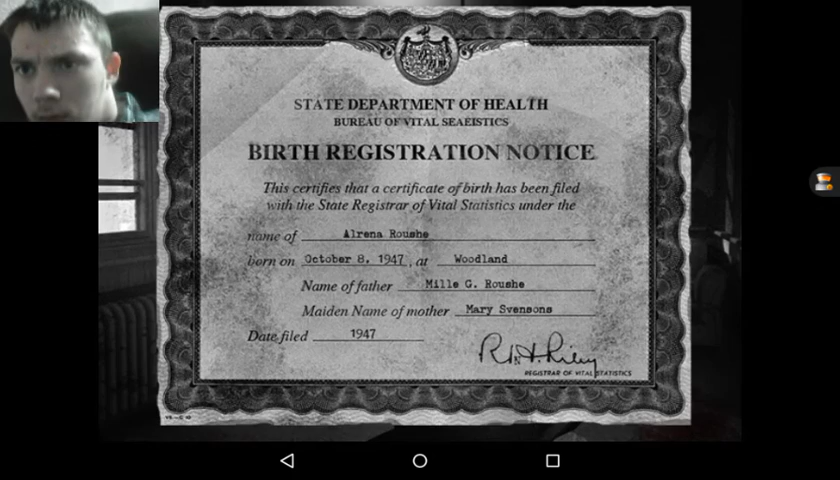 STATE DEPARTMENT OF HEALTH
BUREAU OF VITAL SEAEISTICS
BIRTH REGISTRATION NOTICE
This certifies that a certificate of birth has been filed
with the State Registrar of Vital Statistics under the
name of Alrena Roushe
born on October 8, 1947, at Woodland
Name of father Mille G. Roushe
Maiden Name of mother Mary Svensons
Date filed 1947
REGISTRAR OF VITAL STATISTICS